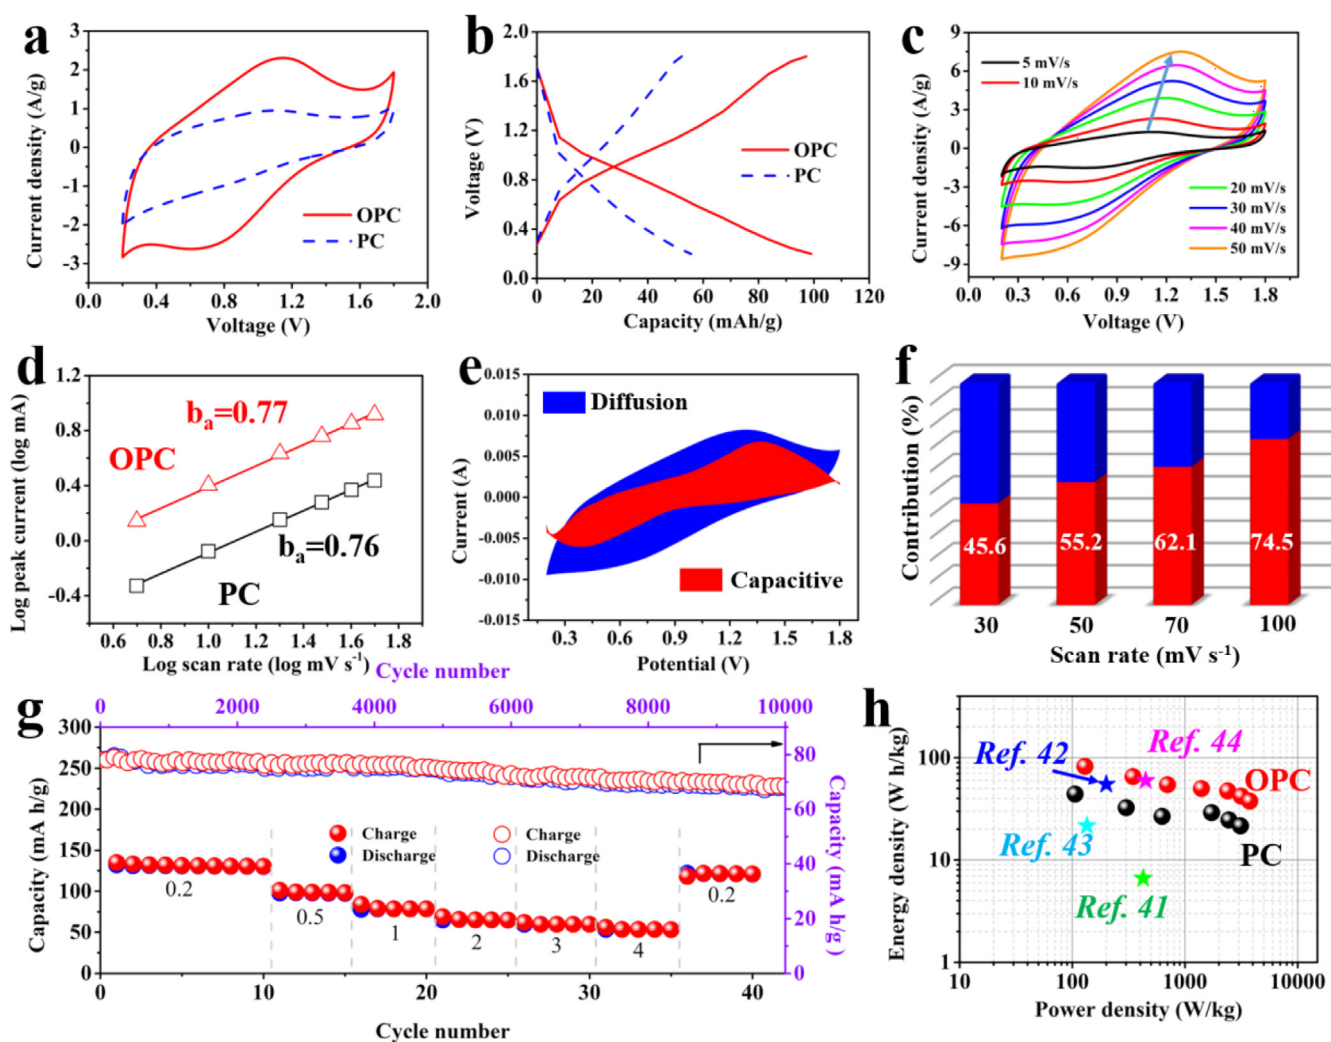 a
Current density (A/g)
3
2
1
0
-1
-2
-3
OPC
PC
0.0 0.4 0.8 1.2 1.6 2.0
Voltage (V)
b
Voltage (V)
2.0
1.6
1.2
0.8
0.4
0.0
OPC
PC
0 20 40 60 80 100 120
Capacity (mAh/g)
c
Current density (A/g)
9
6
3
0
-3
-6
-9
5 mV/s
10 mV/s
20 mV/s
30 mV/s
40 mV/s
50 mV/s
0.0 0.3 0.6 0.9 1.2 1.5 1.8
Voltage (V)
d
Log peak current (log mA)
1.2
0.8
0.4
0.0
-0.4
ba=0.77
OPC
ba=0.76
PC
0.6 0.8 1.0 1.2 1.4 1.6 1.8
Log scan rate (log mV s-1)
e
Current (A)
0.015
0.010
0.005
0.000
-0.005
-0.010
-0.015
Diffusion
Capacitive
0.3 0.6 0.9 1.2 1.5 1.8
Potential (V)
f
Contribution (%)
45.6 55.2 62.1 74.5
30 50 70 100
Scan rate (mV s-1)
g
Cycle number
0 2000 4000 6000 8000 10000
Capacity (mA h/g)
300
250
200
150
100
50
0
Charge
Discharge
Charge
Discharge
0.2 0.5 1 2 3 4 0.2
80
60
40
20
0
Capacity (mA h/g )
0 10 20 30 40
Cycle number
h
Energy density (W h/kg)
100
10
1
Ref. 42
Ref. 44
OPC
Ref. 43
PC
Ref. 41
10 100 1000 10000
Power density (W/kg)